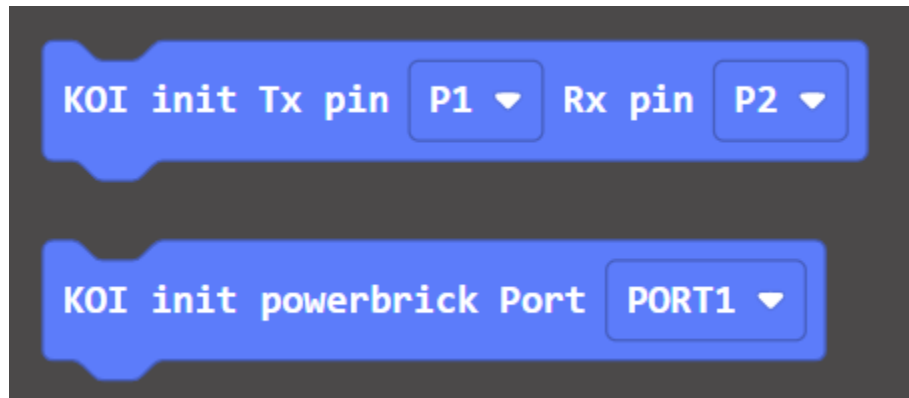 KOI init Tx pin P1 Rx pin P2
KOI init powerbrick Port PORT1